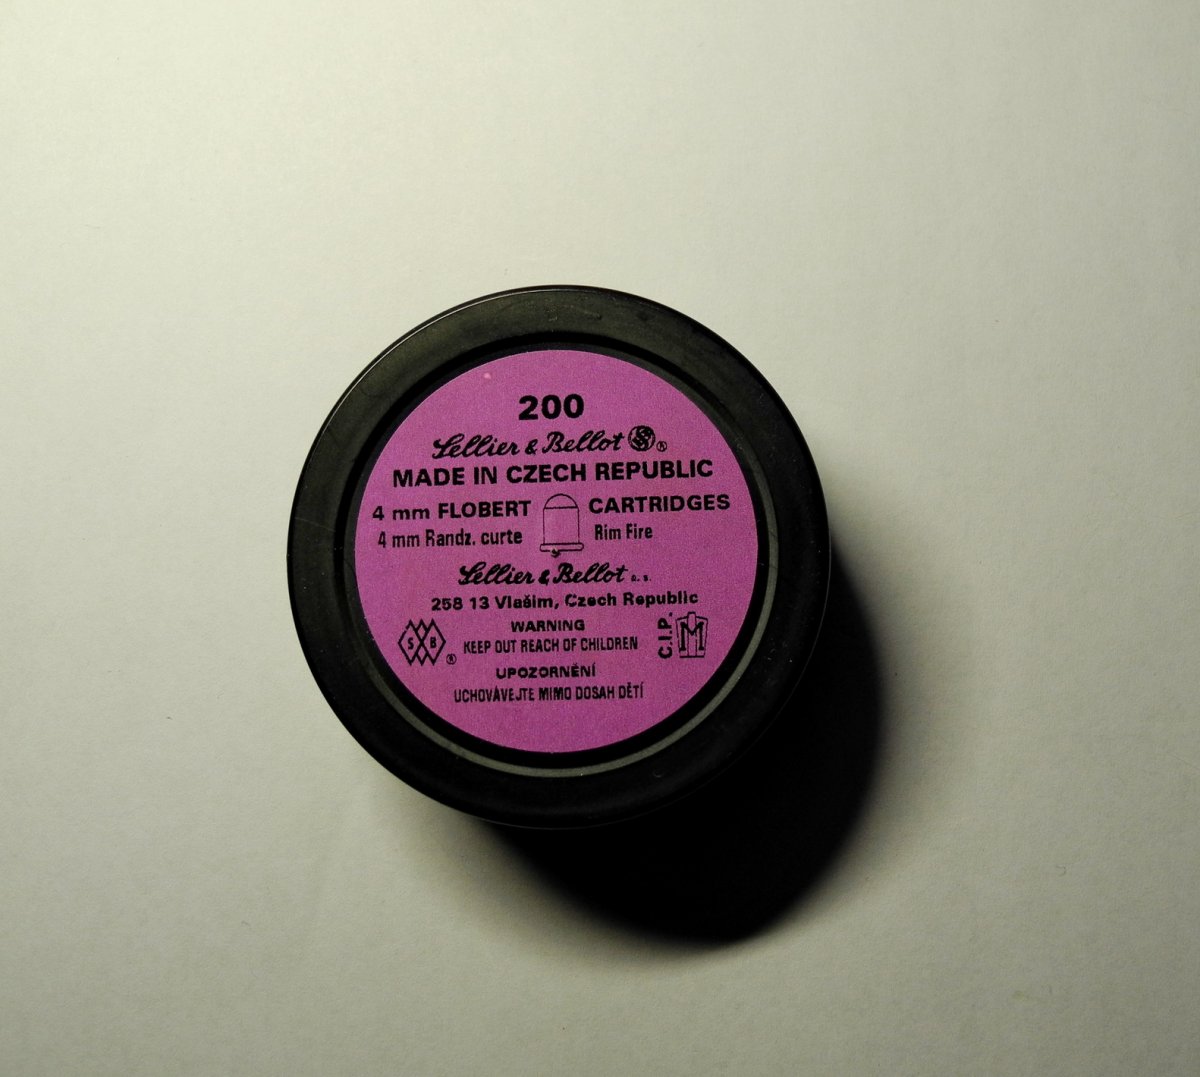 200
Sellier & Bellot ®
MADE IN CZECH REPUBLIC
4 mm FLOBERT CARTRIDGES
4 mm Randz. curte Rim Fire
Sellier & Bellot a. s.
258 13 Vlašim, Czech Republic
WARNING
S B ® KEEP OUT REACH OF CHILDREN C.I.P. M
UPOZORNĚNÍ
UCHOVÁVEJTE MIMO DOSAH DĚTÍ